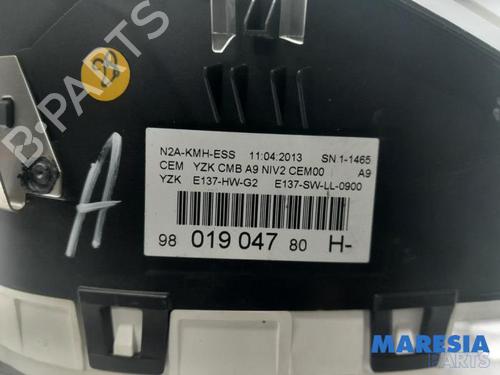 B-PARTS
A
N2A-KMH-ESS 11:04:2013 SN:1-1465
CEM YZK CMB A9 NIV2 CEM00 A9
YZK E137-HW-G2 E137-SW-LL-0900
98 019 047 80 H-
MARESIA
PARTS